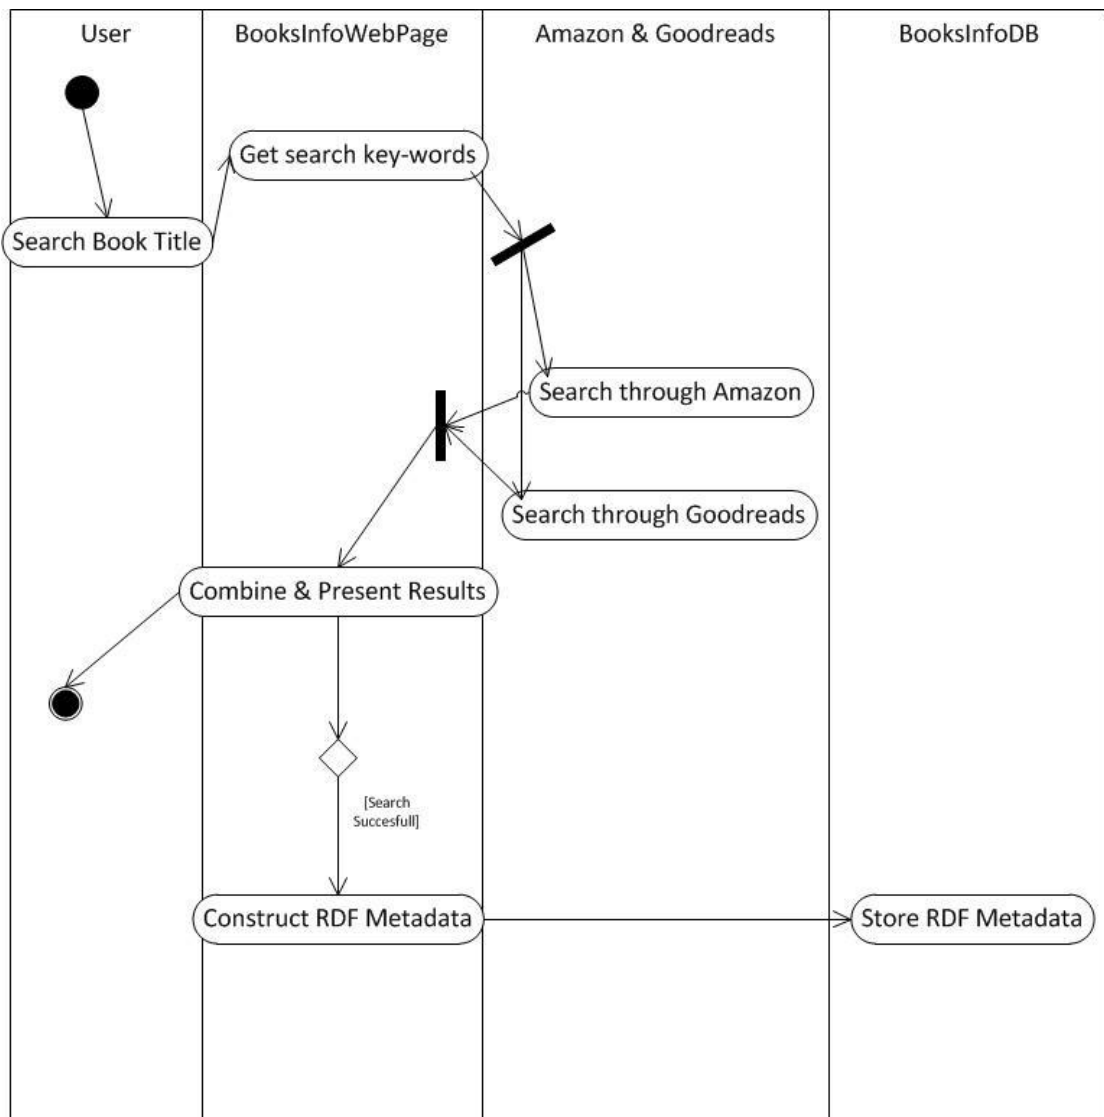 User
BooksInfoWebPage
Amazon & Goodreads
BooksInfoDB
Get search key-words
Search Book Title
Search through Amazon
Search through Goodreads
Combine & Present Results
[Search
Succesfull]
Construct RDF Metadata
Store RDF Metadata